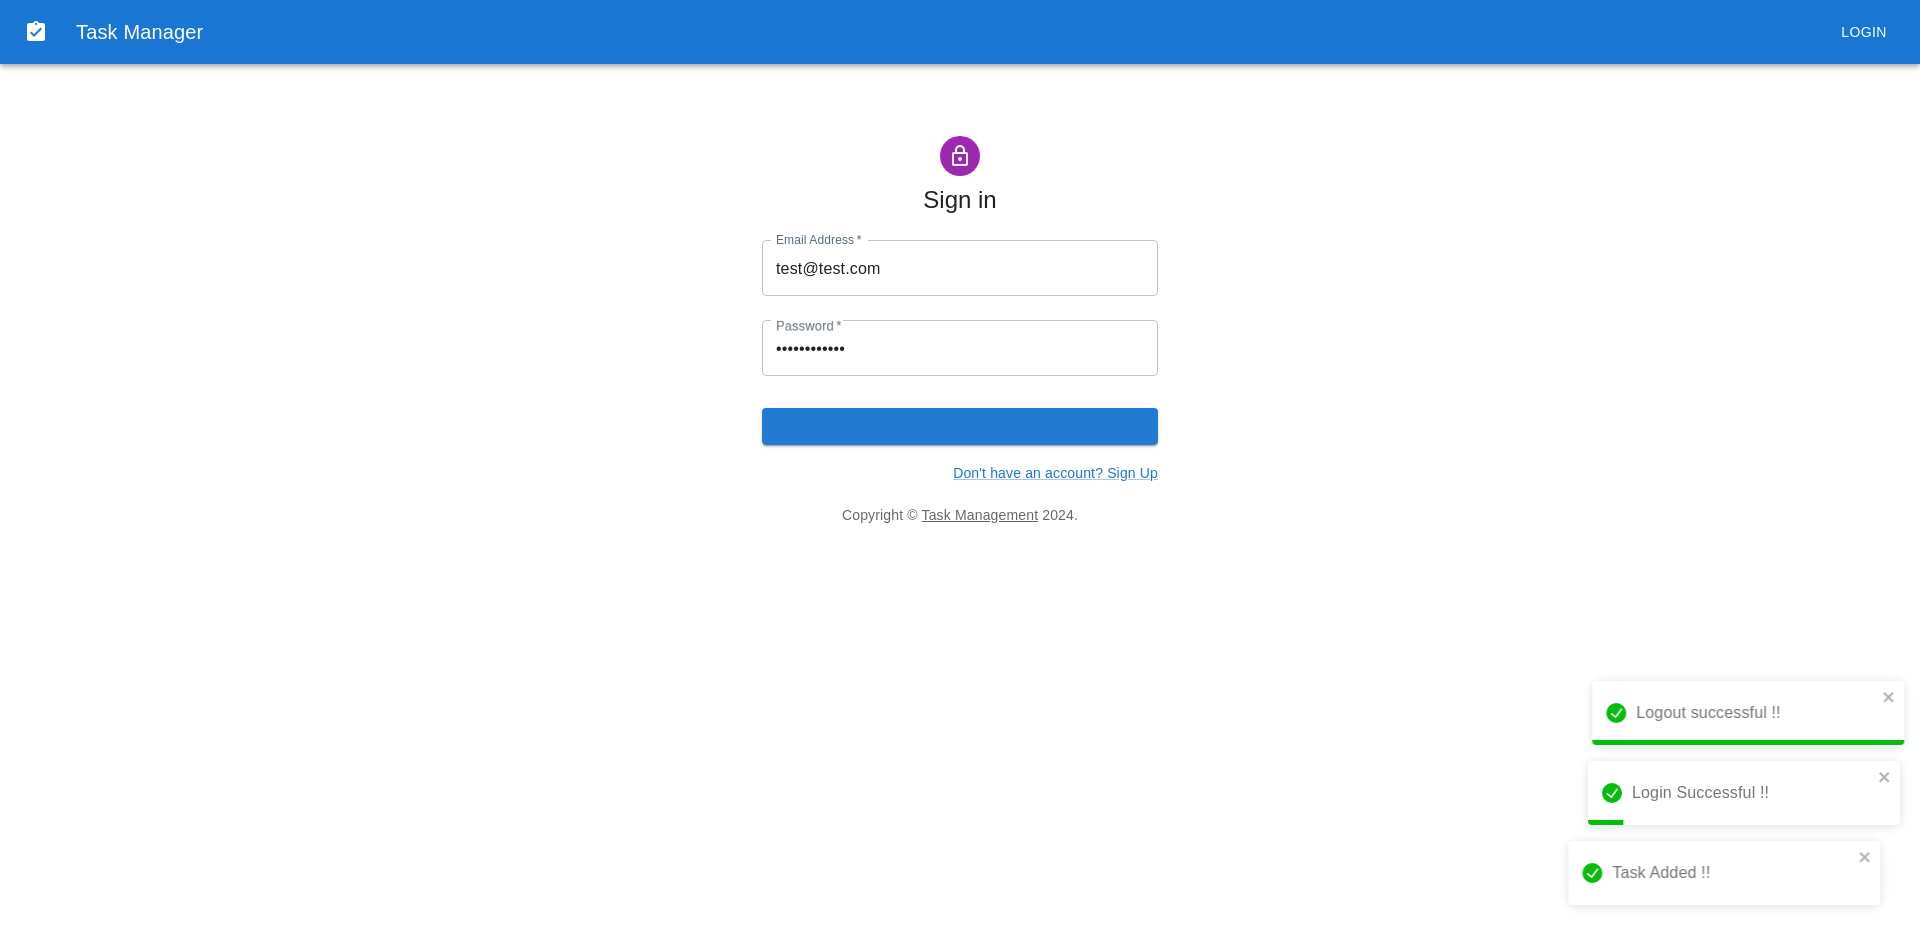 Task Manager
LOGIN
Sign in
Email Address *
test@test.com
Password *
••••••••••••
Don't have an account? Sign Up
Copyright © Task Management 2024.
Logout successful !!
Login Successful !!
Task Added !!